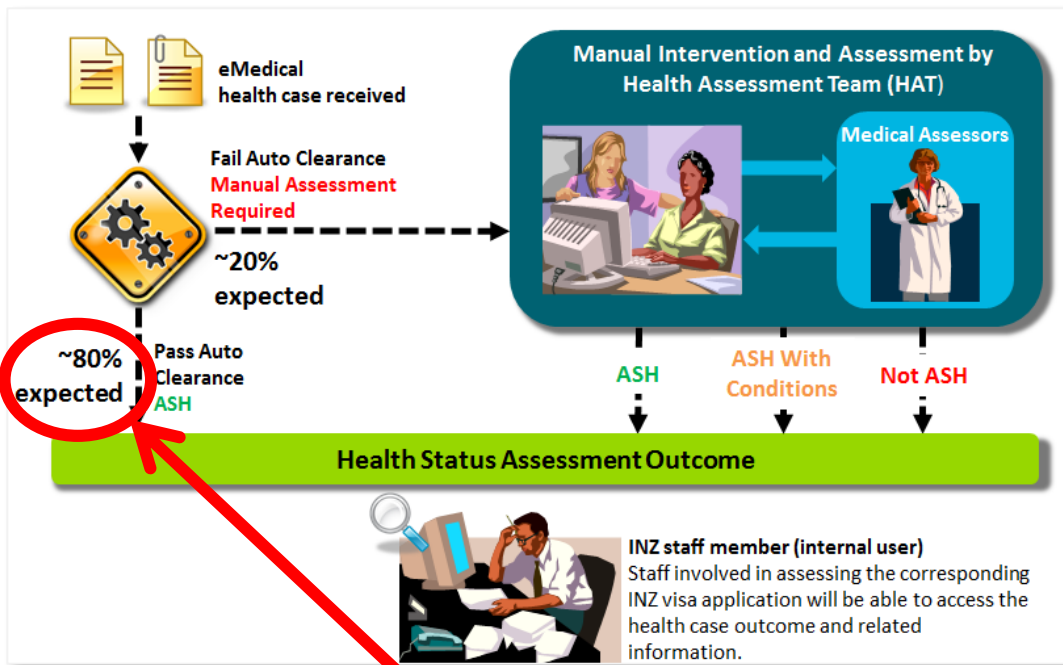 eMedical
health case received
Manual Intervention and Assessment by
Health Assessment Team (HAT)
Medical Assessors
Fail Auto Clearance
Manual Assessment
Required
~20%
expected
~80%
expected
Pass Auto
Clearance
ASH
ASH
ASH With
Conditions
Not ASH
Health Status Assessment Outcome
INZ staff member (internal user)
Staff involved in assessing the corresponding
INZ visa application will be able to access the
health case outcome and related
information.